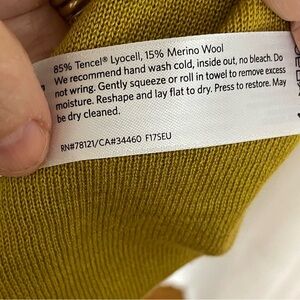 85% Tencel® Lyocell, 15% Merino Wool
We recommend hand wash cold, inside out, no bleach. Do
not wring. Gently squeeze or roll in towel to remove excess
moisture. Reshape and lay flat to dry. Press to restore. May
be dry cleaned.
RN#78121/CA#34460 F17SEU